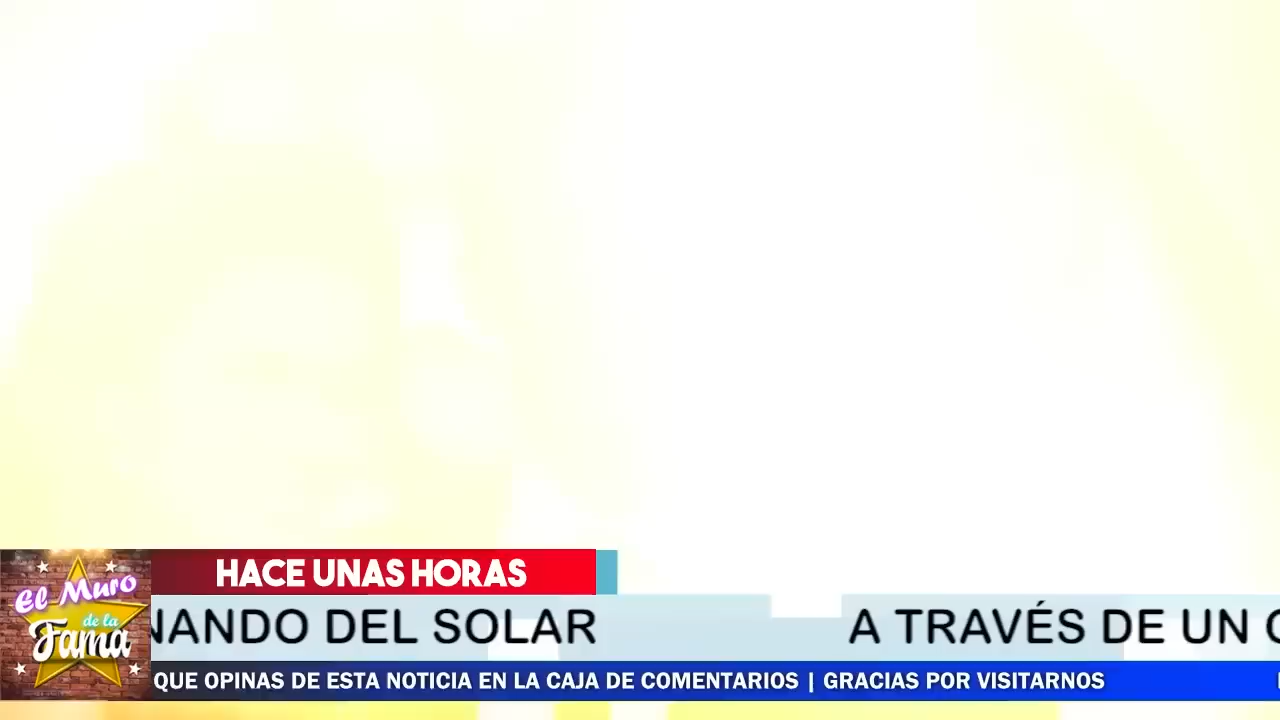 HACE UNAS HORAS
El Muro
de la
Fama
NANDO DEL SOLAR A TRAVÉS DE UN
QUE OPINAS DE ESTA NOTICIA EN LA CAJA DE COMENTARIOS | GRACIAS POR VISITARNOS